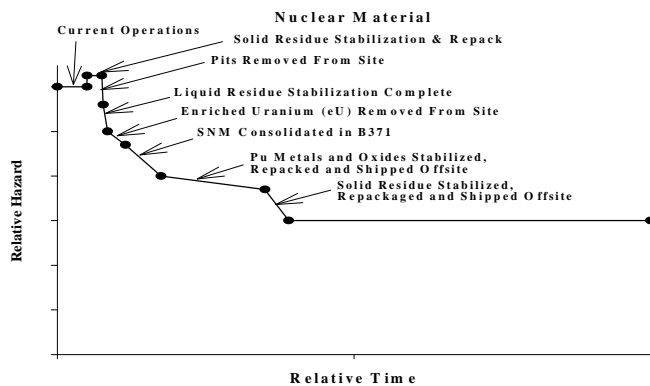 Nuclear Material
Current Operations
Solid Residue Stabilization & Repack
Pits Removed From Site
Liquid Residue Stabilization Complete
Enriched Uranium (eU) Removed From Site
SNM Consolidated in B371
Pu Metals and Oxides Stabilized,
Repacked and Shipped Offsite
Solid Residue Stabilized,
Repackaged and Shipped Offsite
Relative Hazard
Relative Time